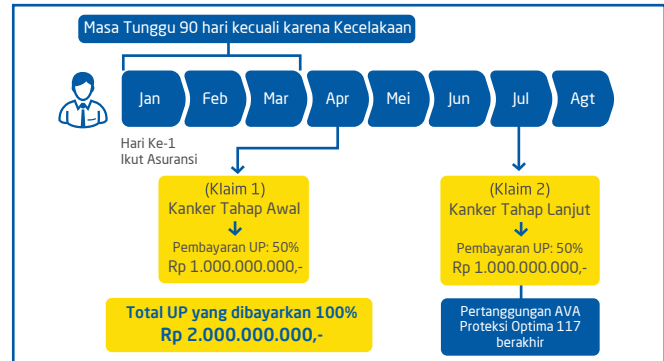 Masa Tunggu 90 hari kecuali karena Kecelakaan
Jan
Feb
Mar
Apr
Mei
Jun
Jul
Agt
Hari Ke-1
Ikut Asuransi
(Klaim 1)
Kanker Tahap Awal
Pembayaran UP: 50%
Rp 1.000.000.000,-
(Klaim 2)
Kanker Tahap Lanjut
Pembayaran UP: 50%
Rp 1.000.000.000,-
Total UP yang dibayarkan 100%
Rp 2.000.000.000,-
Pertanggungan AVA
Proteksi Optima 117
berakhir